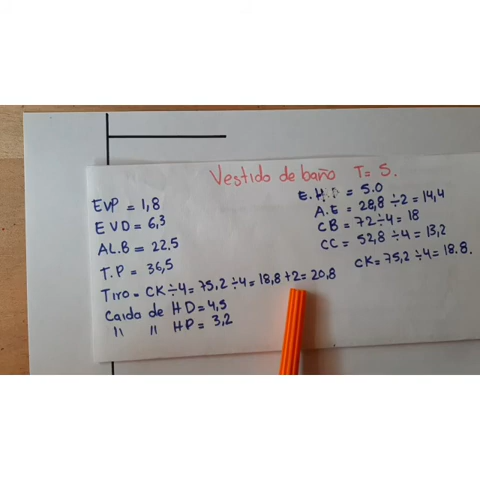 Vestido de baño T= S.
EVP = 1,8
EVD = 6,3
AL.B = 22,5
T.P = 36,5
Tiro = CK ÷ 4 = 75,2 ÷ 4 = 18,8 + 2 = 20,8
Caido de HD = 4,5
" " HP = 3,2
E.H.D = 5.0
A.E = 28,8 ÷ 2 = 14,4
CB = 72 ÷ 4 = 18
CC = 52,8 ÷ 4 = 13,2
CK = 75,2 ÷ 4 = 18.8.